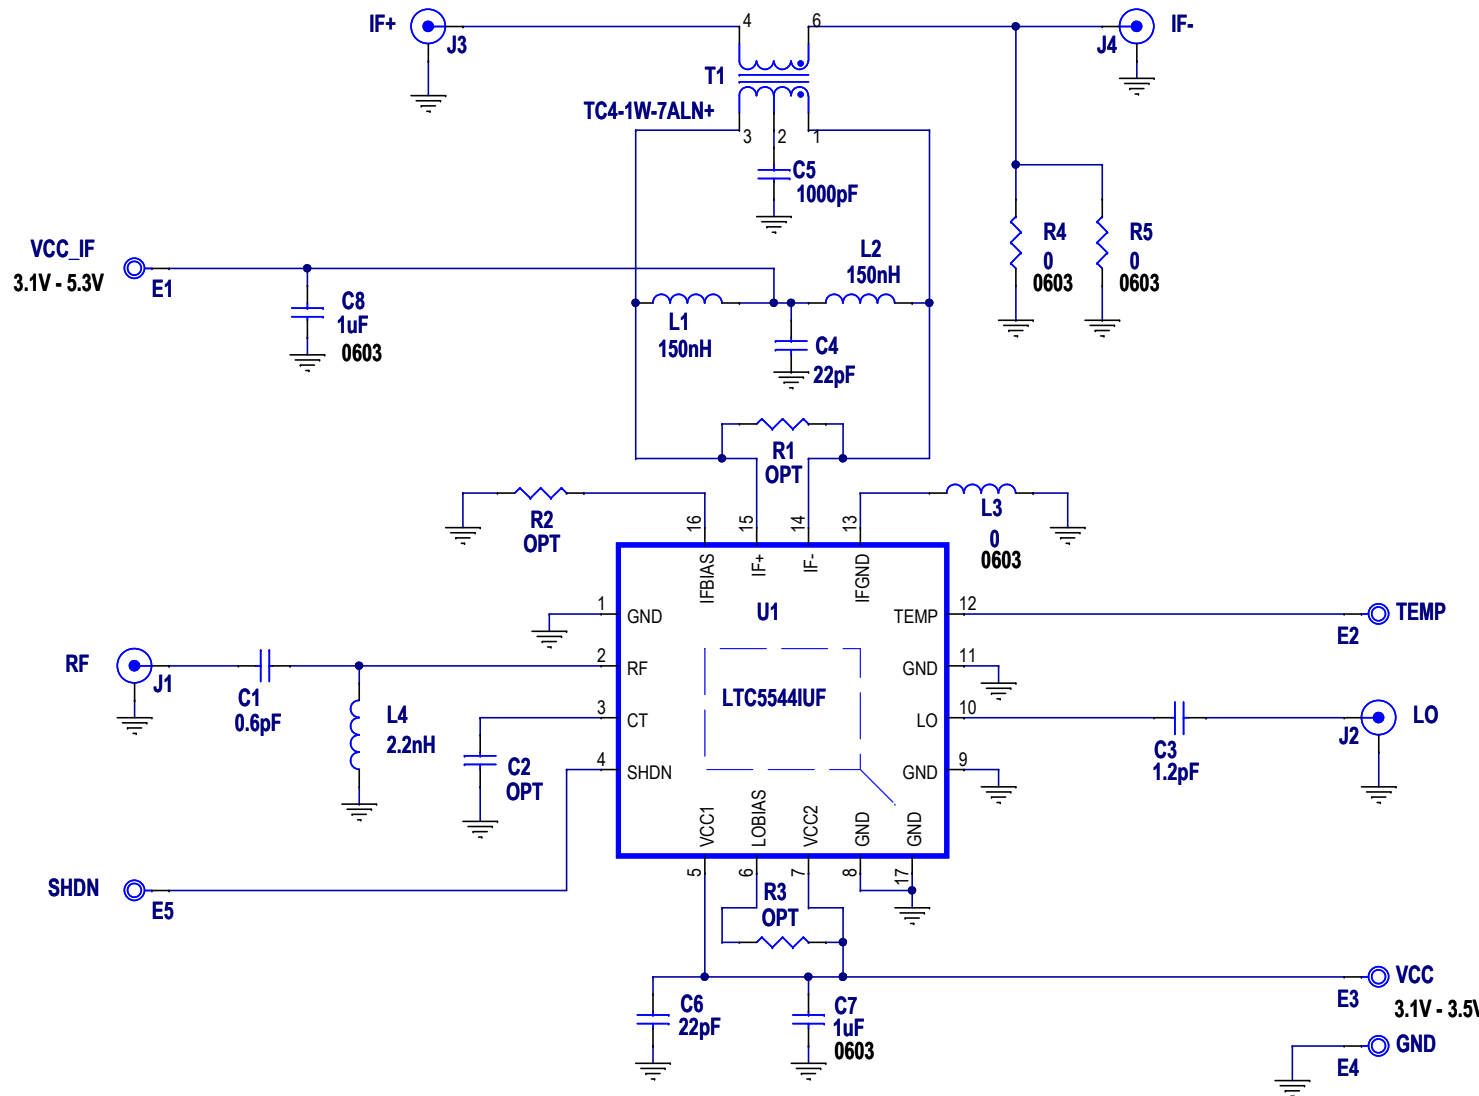 IF+
J3
4
6
J4
IF-
T1
TC4-1W-7ALN+
3
2
1
C5
1000pF
VCC_IF
3.1V - 5.3V
E1
C8
1uF
0603
L1
150nH
L2
150nH
C4
22pF
R4
0
0603
R5
0
0603
R1
OPT
R2
OPT
L3
0
0603
16
15
14
13
IFBIAS
IF+
IF-
IFGND
U1
LTC5544IUF
1
GND
2
RF
3
CT
4
SHDN
TEMP
12
GND
11
LO
10
GND
9
VCC1
LOBIAS
VCC2
GND
GND
5
6
7
8
17
RF
J1
C1
0.6pF
L4
2.2nH
C2
OPT
SHDN
E5
TEMP
E2
LO
J2
C3
1.2pF
R3
OPT
C6
22pF
C7
1uF
0603
VCC
E3
3.1V - 3.5V
GND
E4